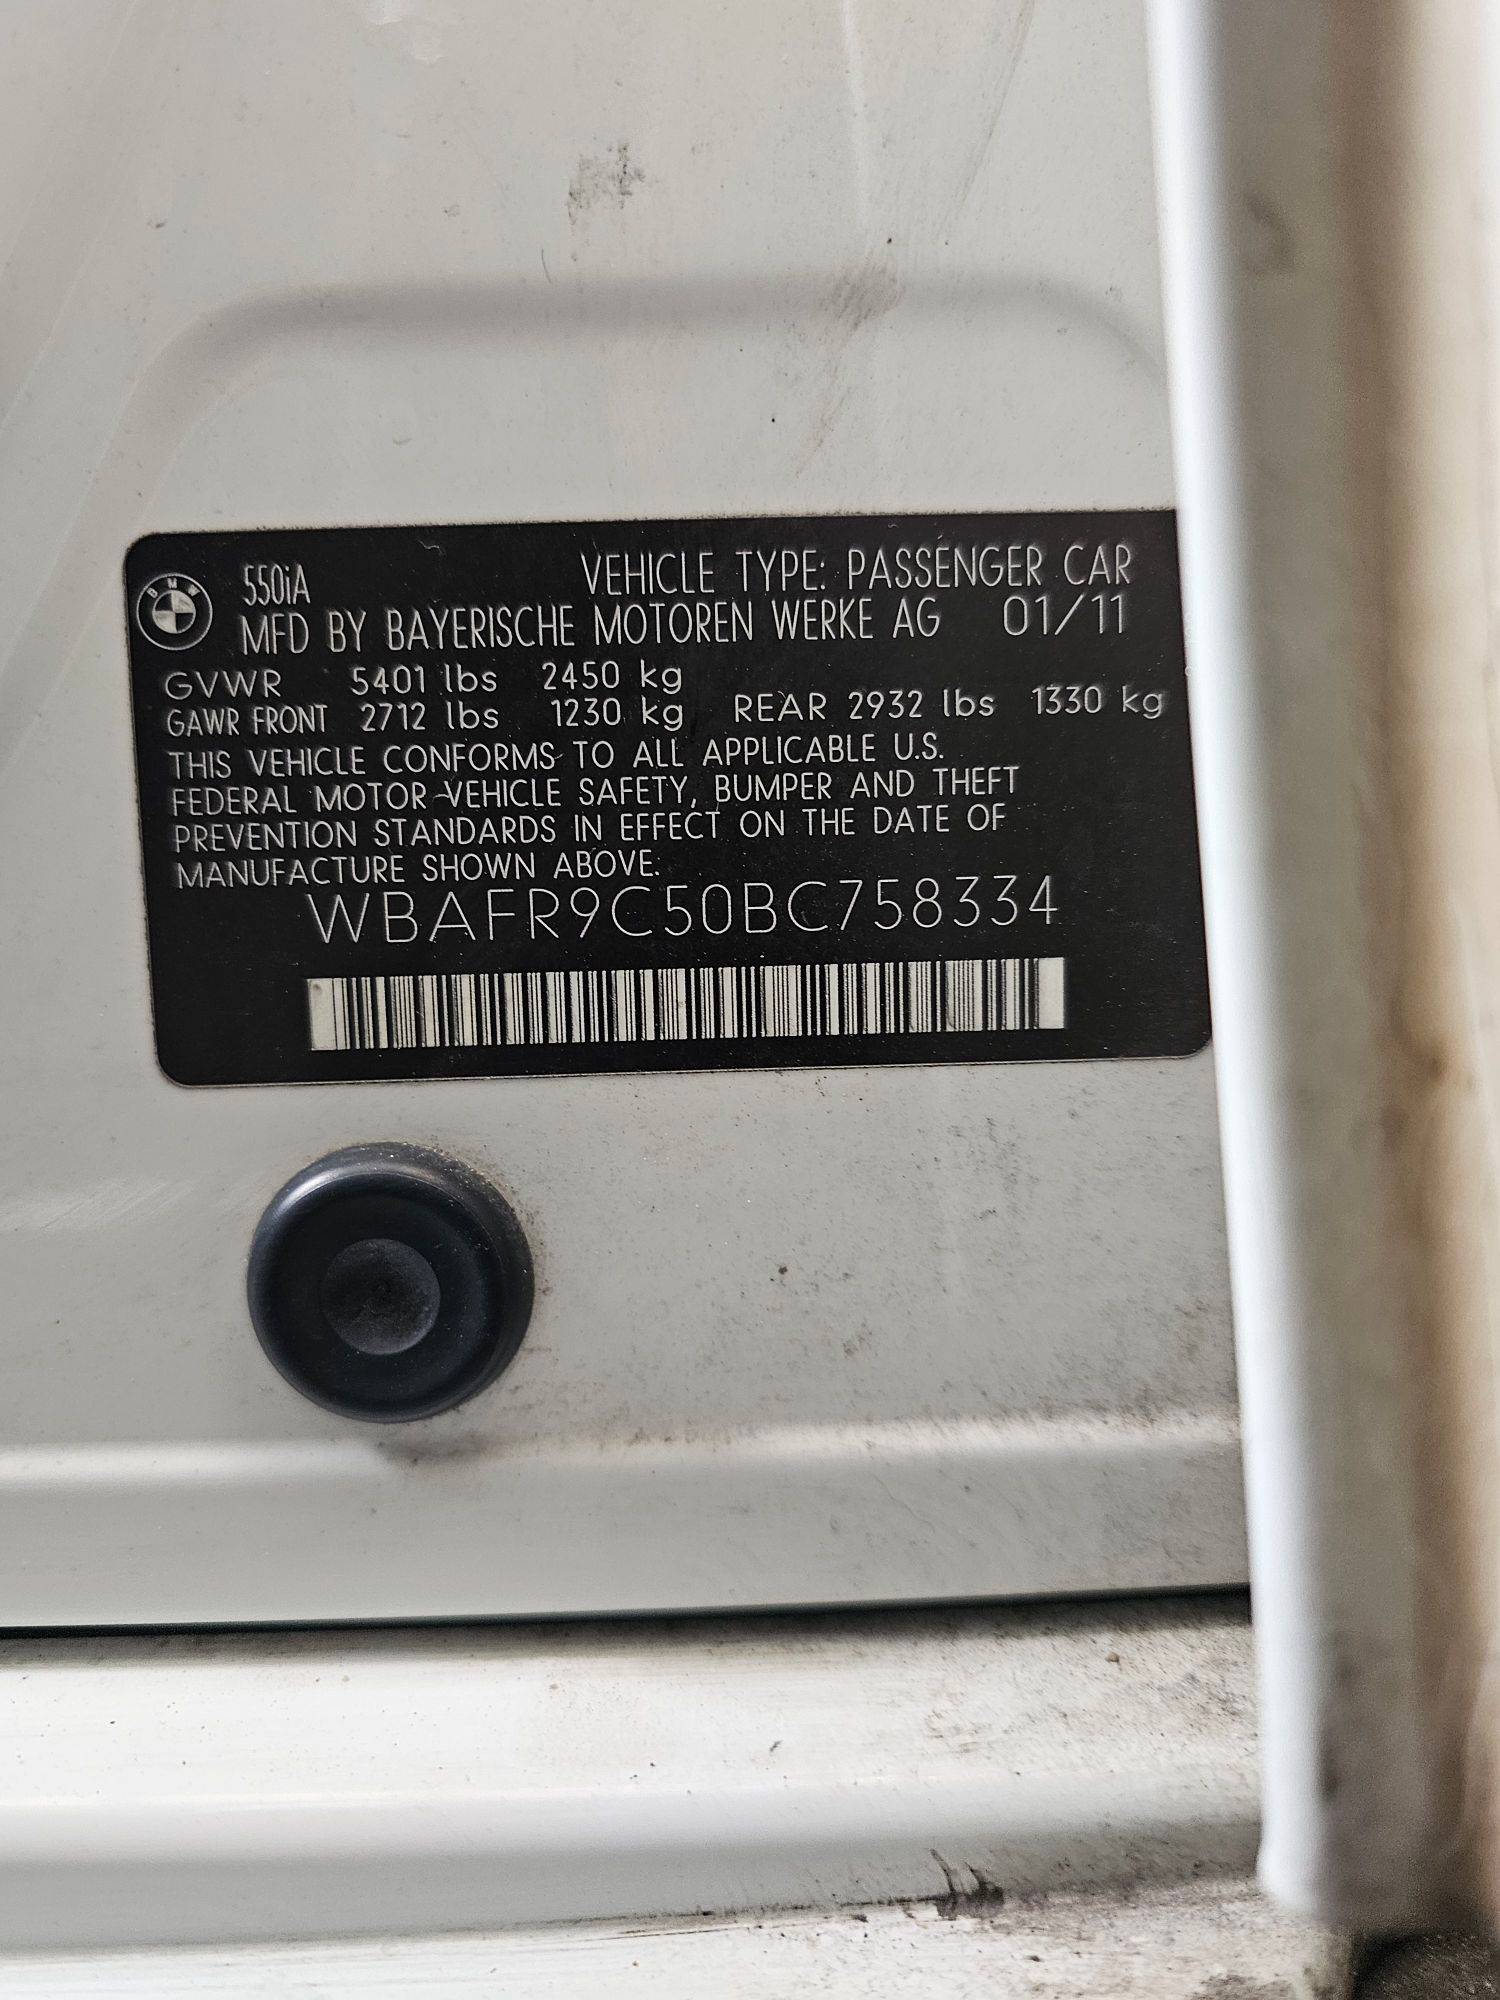 BMW
550iA VEHICLE TYPE: PASSENGER CAR
MFD BY BAYERISCHE MOTOREN WERKE AG 01/11
GVWR 5401 lbs 2450 kg
GAWR FRONT 2712 lbs 1230 kg REAR 2932 lbs 1330 kg
THIS VEHICLE CONFORMS TO ALL APPLICABLE U.S.
FEDERAL MOTOR VEHICLE SAFETY, BUMPER AND THEFT
PREVENTION STANDARDS IN EFFECT ON THE DATE OF
MANUFACTURE SHOWN ABOVE.
WBAFR9C50BC758334